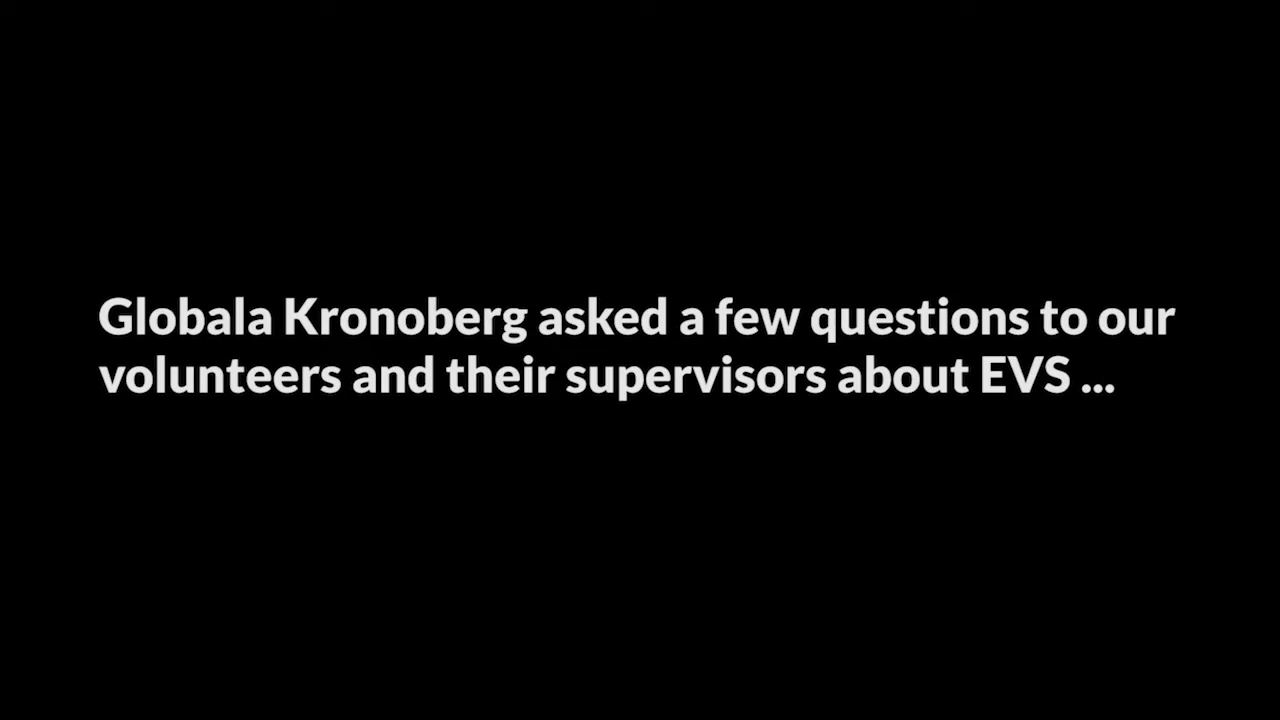 Globala Kronoberg asked a few questions to our
volunteers and their supervisors about EVS ...